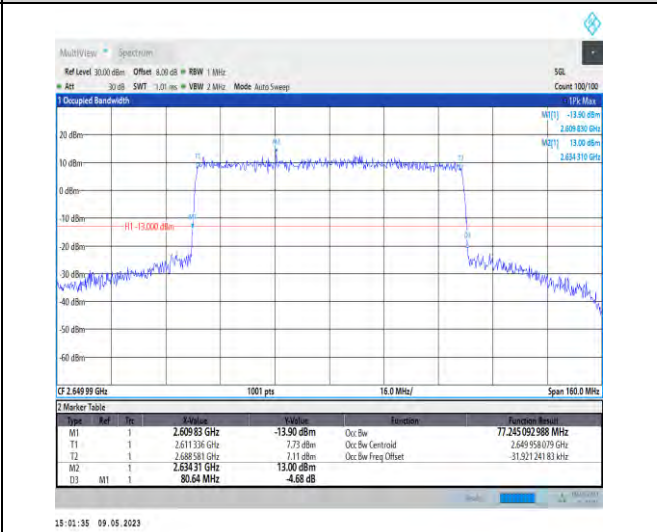 MultiView Spectrum
Ref Level 30.00 dBm Offset 8.00 dB RBW 1 MHz SGL
Att 30 dB SWT 1.01 ms VBW 2 MHz Mode Auto Sweep Count 100/100
1 Occupied Bandwidth 1Pk Max
M1[1] -13.90 dBm
2.609 830 GHz
M2[1] 13.00 dBm
2.634 310 GHz
20 dBm
10 dBm
0 dBm
-10 dBm
H1 -13.000 dBm
-20 dBm
-30 dBm
-40 dBm
-50 dBm
-60 dBm
T1
M2
T2
M1
D3
CF 2.649 99 GHz 1001 pts 16.0 MHz/ Span 160.0 MHz
2 Marker Table
Type Ref Trc X-Value Y-Value Function Function Result
M1 1 2.609 83 GHz -13.90 dBm Occ Bw 77.245 092 988 MHz
T1 1 2.611 336 GHz 7.73 dBm Occ Bw Centroid 2.649 958 079 GHz
T2 1 2.688 581 GHz 7.11 dBm Occ Bw Freq Offset -31.921 241 83 kHz
M2 1 2.634 31 GHz 13.00 dBm
D3 M1 1 80.64 MHz -4.68 dB
15:01:35 09.05.2023